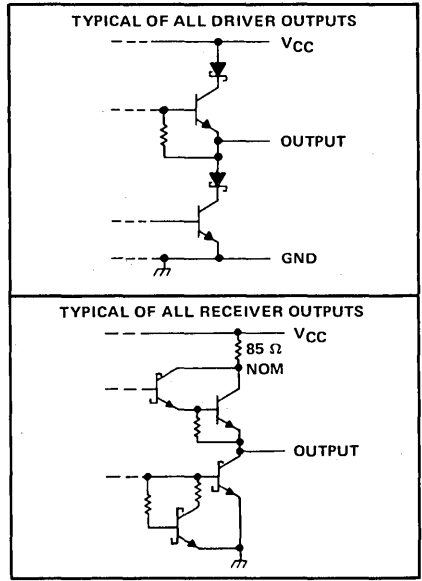 TYPICAL OF ALL DRIVER OUTPUTS
VCC
OUTPUT
GND
TYPICAL OF ALL RECEIVER OUTPUTS
VCC
85 Ω
NOM
OUTPUT